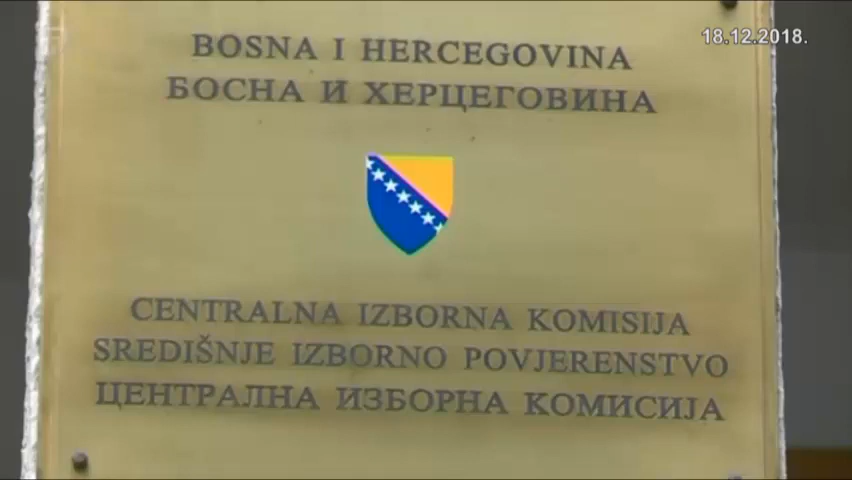 18.12.2018.
BOSNA I HERCEGOVINA
БОСНА И ХЕРЦЕГОВИНА
CENTRALNA IZBORNA KOMISIJA
SREDIŠNJE IZBORNO POVJERENSTVO
ЦЕНТРАЛНА ИЗБОРНА КОМИСИЈА